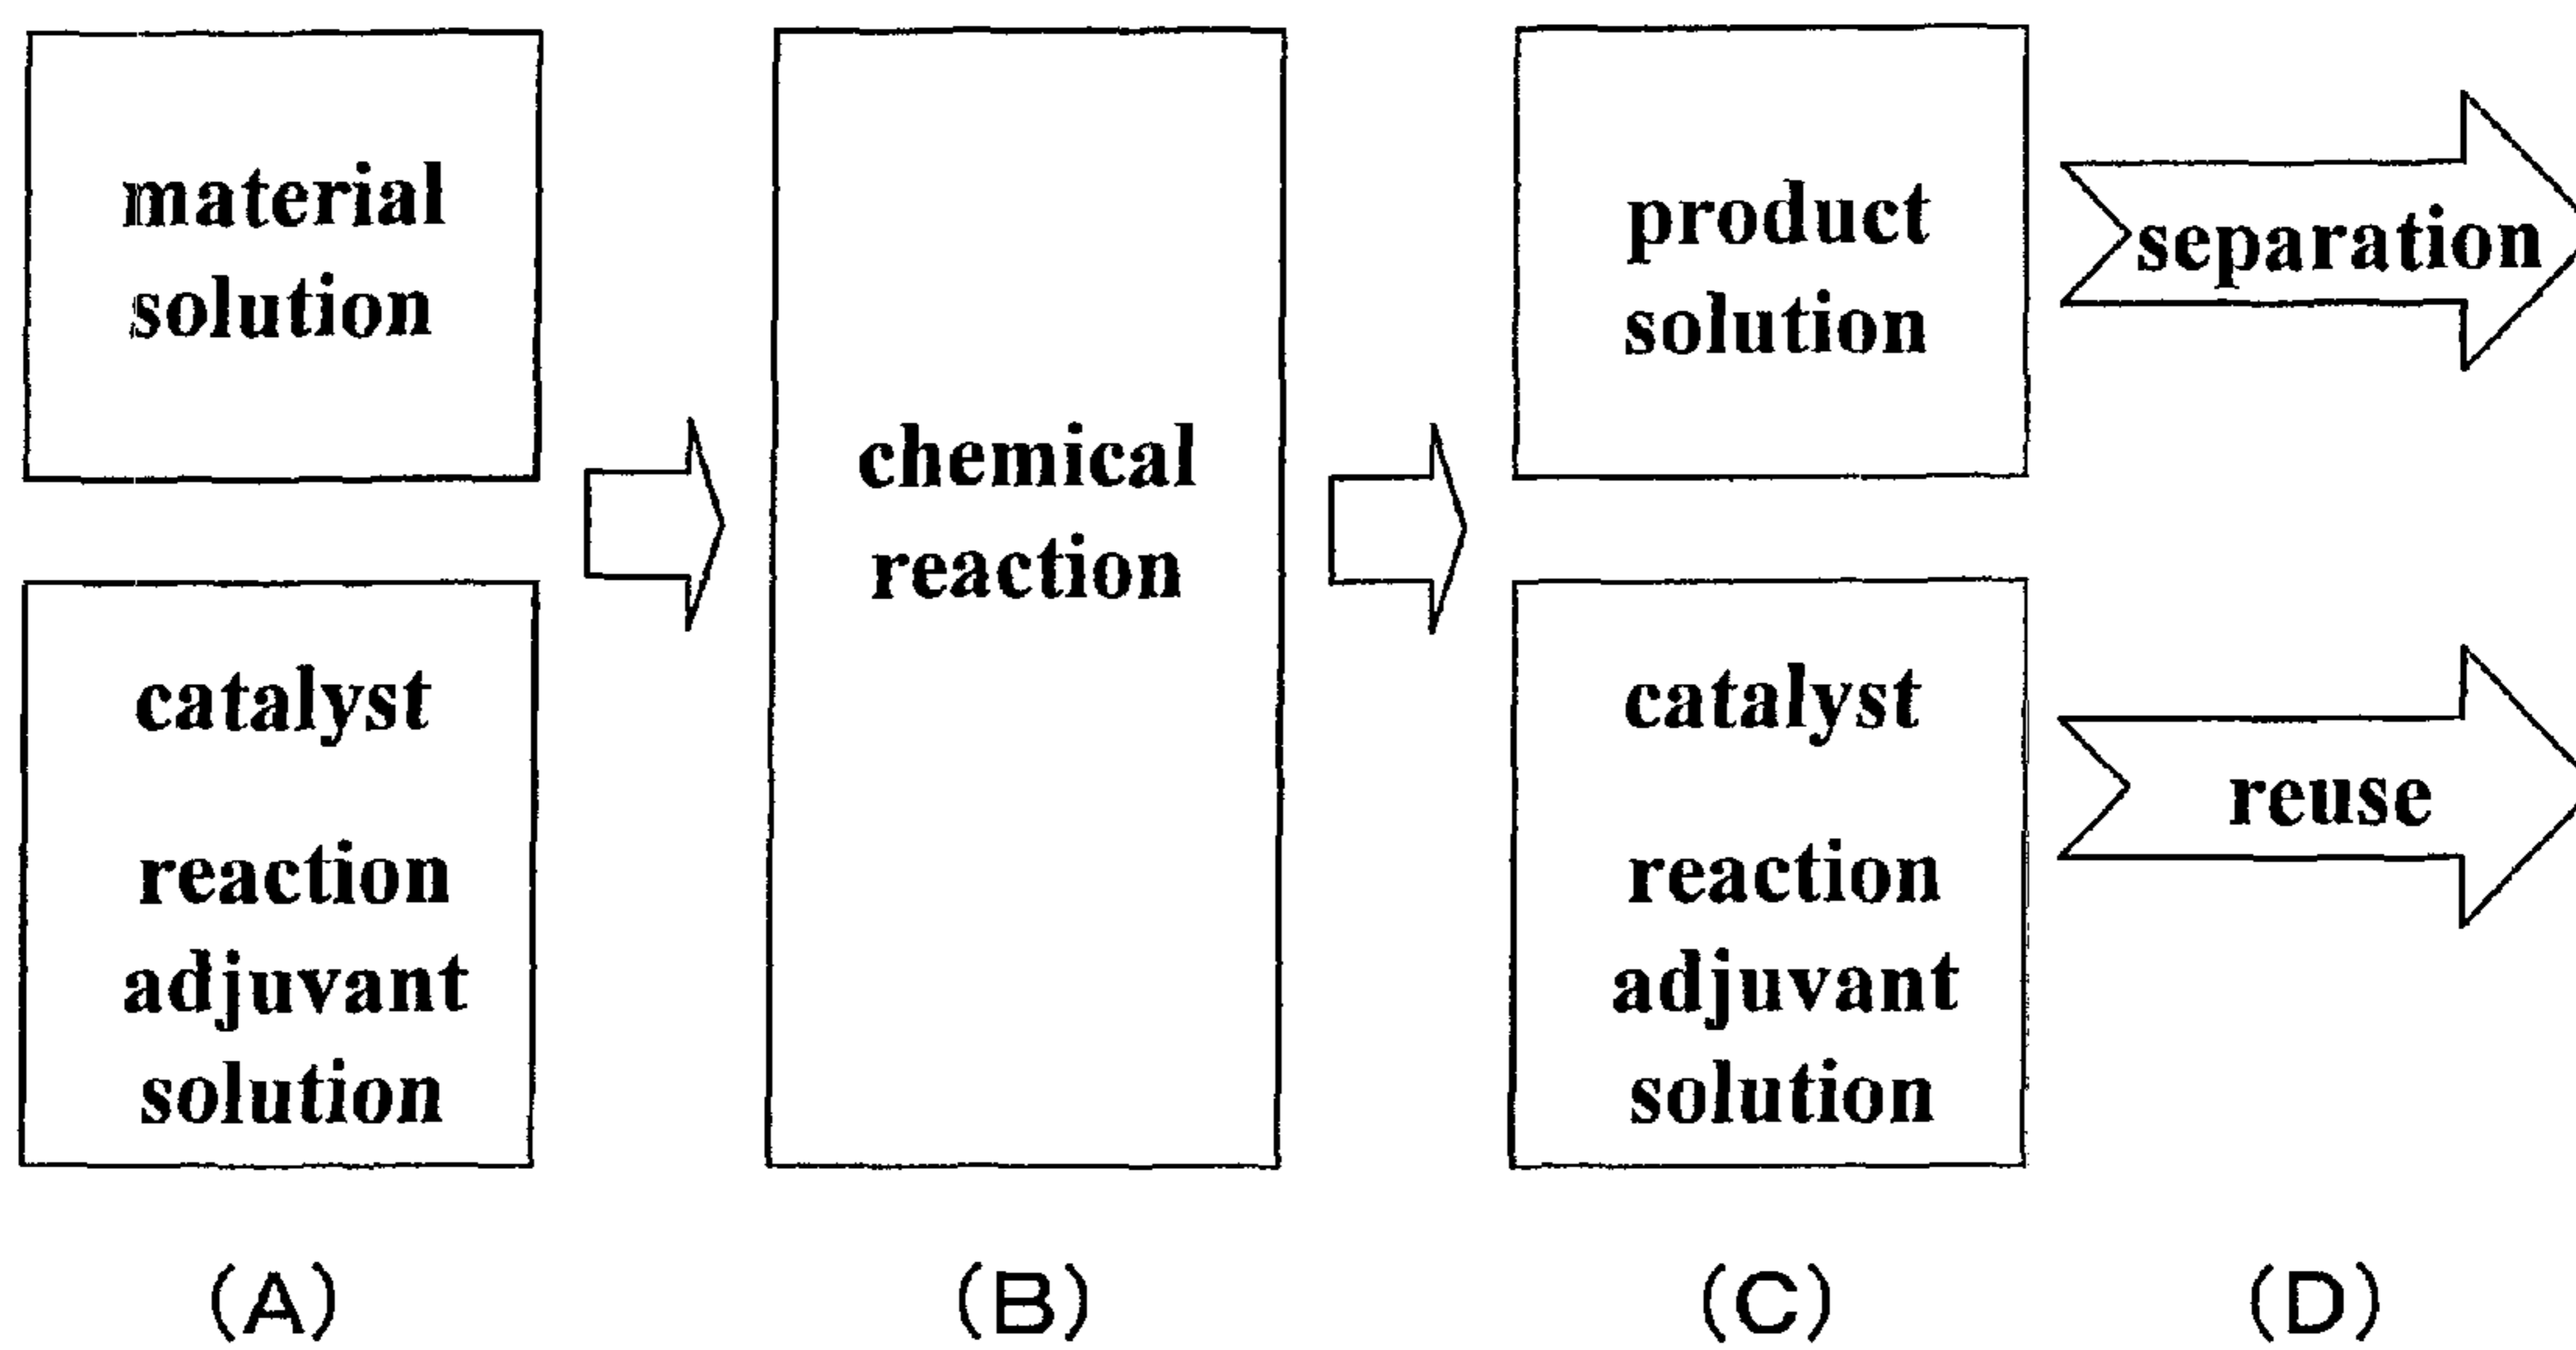 material
solution
catalyst
reaction
adjuvant
solution
chemical
reaction
product
solution
catalyst
reaction
adjuvant
solution
separation
reuse
(A)
(B)
(C)
(D)